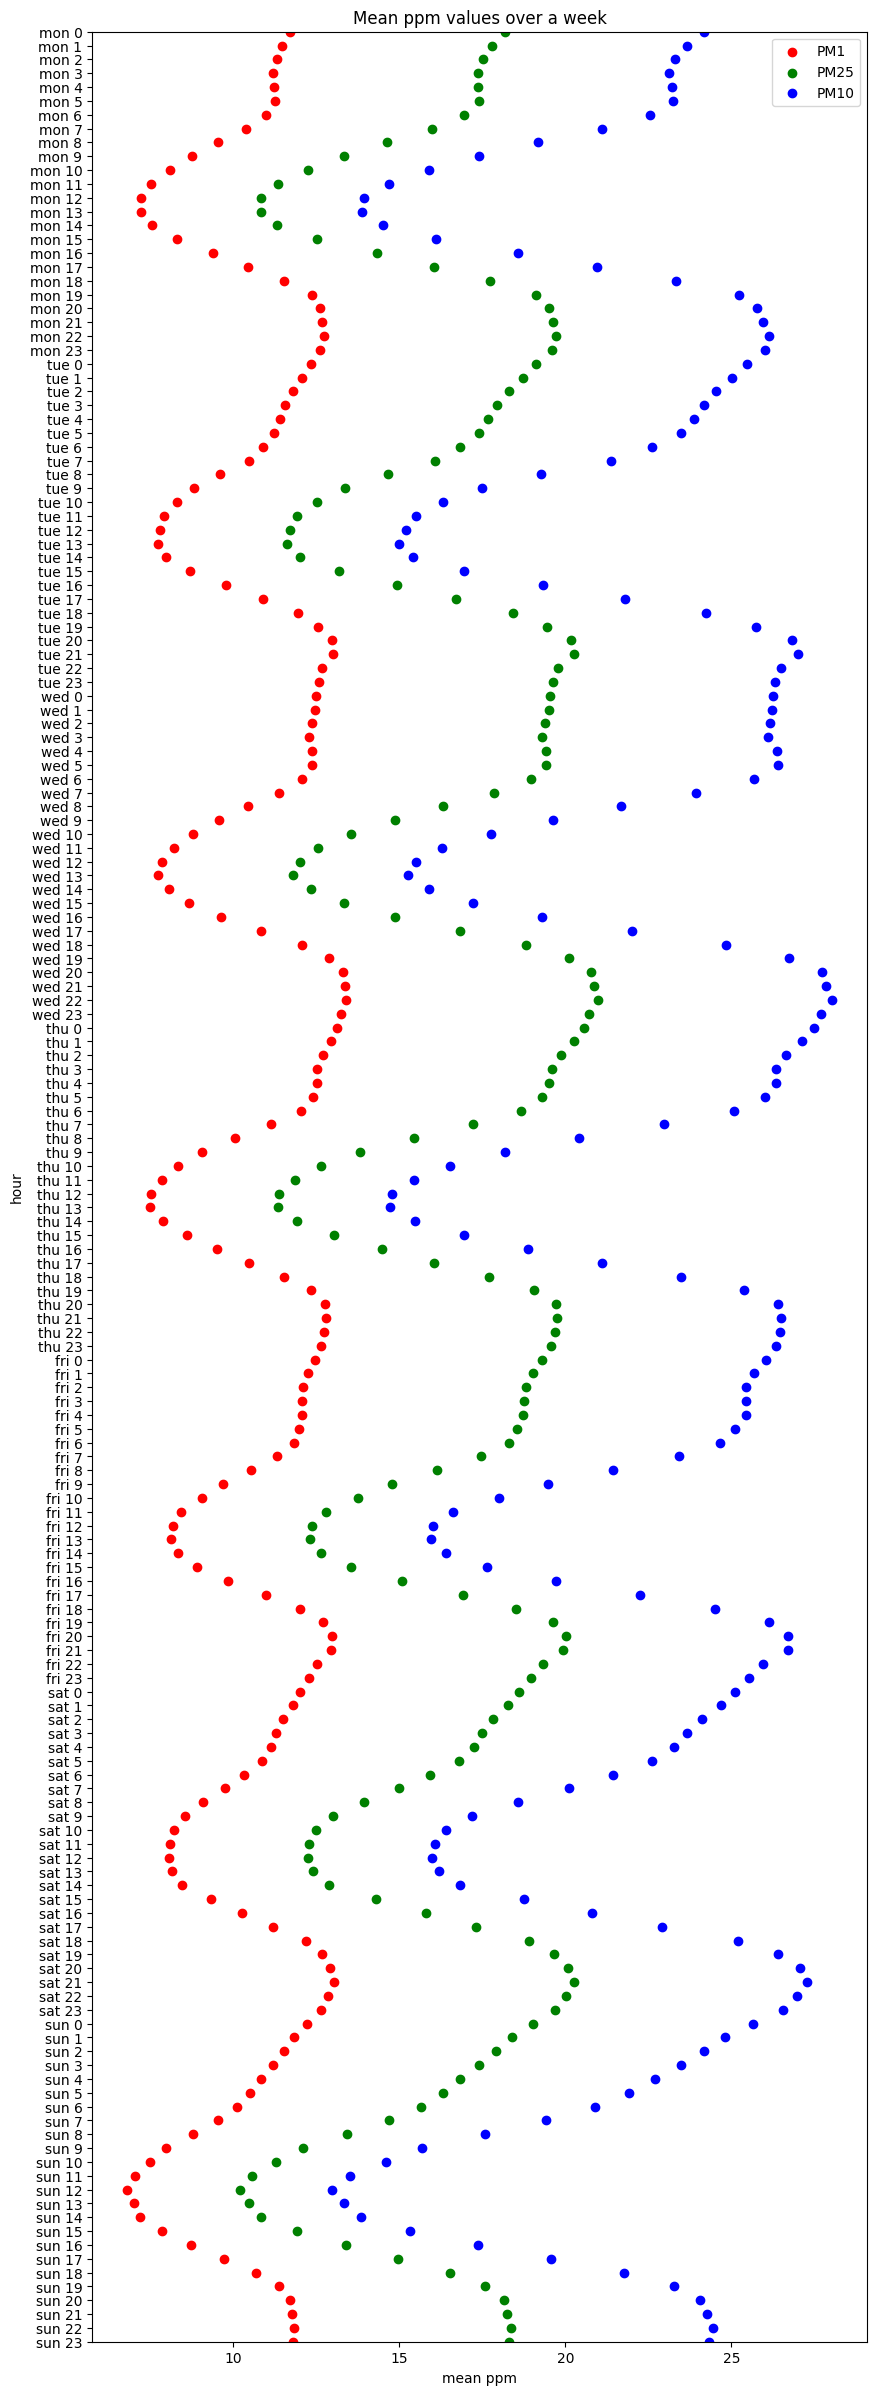 Mean ppm values over a week
PM1
PM25
PM10
mon 0
mon 1
mon 2
mon 3
mon 4
mon 5
mon 6
mon 7
mon 8
mon 9
mon 10
mon 11
mon 12
mon 13
mon 14
mon 15
mon 16
mon 17
mon 18
mon 19
mon 20
mon 21
mon 22
mon 23
tue 0
tue 1
tue 2
tue 3
tue 4
tue 5
tue 6
tue 7
tue 8
tue 9
tue 10
tue 11
tue 12
tue 13
tue 14
tue 15
tue 16
tue 17
tue 18
tue 19
tue 20
tue 21
tue 22
tue 23
wed 0
wed 1
wed 2
wed 3
wed 4
wed 5
wed 6
wed 7
wed 8
wed 9
wed 10
wed 11
wed 12
wed 13
wed 14
wed 15
wed 16
wed 17
wed 18
wed 19
wed 20
wed 21
wed 22
wed 23
thu 0
thu 1
thu 2
thu 3
thu 4
thu 5
thu 6
thu 7
thu 8
thu 9
thu 10
thu 11
thu 12
thu 13
thu 14
thu 15
thu 16
thu 17
thu 18
thu 19
thu 20
thu 21
thu 22
thu 23
fri 0
fri 1
fri 2
fri 3
fri 4
fri 5
fri 6
fri 7
fri 8
fri 9
fri 10
fri 11
fri 12
fri 13
fri 14
fri 15
fri 16
fri 17
fri 18
fri 19
fri 20
fri 21
fri 22
fri 23
sat 0
sat 1
sat 2
sat 3
sat 4
sat 5
sat 6
sat 7
sat 8
sat 9
sat 10
sat 11
sat 12
sat 13
sat 14
sat 15
sat 16
sat 17
sat 18
sat 19
sat 20
sat 21
sat 22
sat 23
sun 0
sun 1
sun 2
sun 3
sun 4
sun 5
sun 6
sun 7
sun 8
sun 9
sun 10
sun 11
sun 12
sun 13
sun 14
sun 15
sun 16
sun 17
sun 18
sun 19
sun 20
sun 21
sun 22
sun 23
hour
10 15 20 25
mean ppm